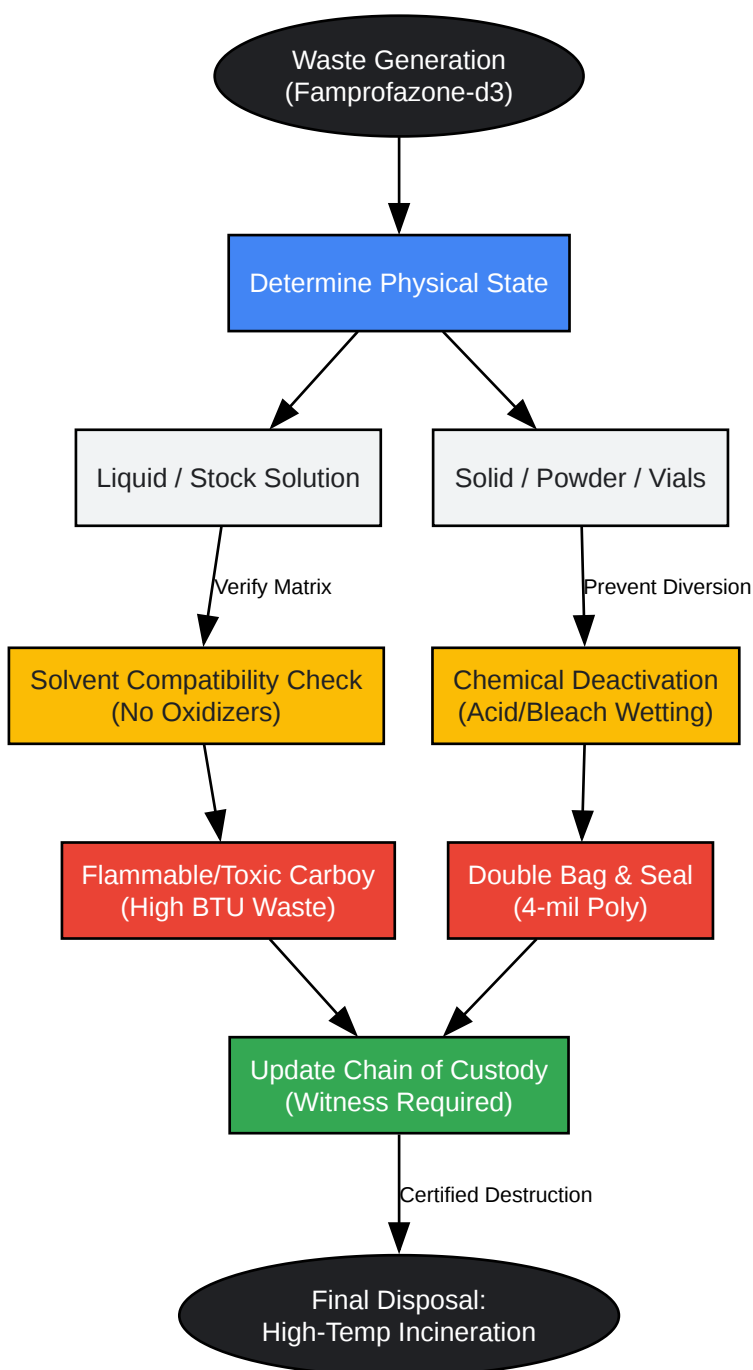 Waste Generation
(Famprofazone-d3)
Determine Physical State
Liquid / Stock Solution
Solid / Powder / Vials
Verify Matrix
Prevent Diversion
Solvent Compatibility Check
(No Oxidizers)
Chemical Deactivation
(Acid/Bleach Wetting)
Flammable/Toxic Carboy
(High BTU Waste)
Double Bag & Seal
(4-mil Poly)
Update Chain of Custody
(Witness Required)
Certified Destruction
Final Disposal:
High-Temp Incineration